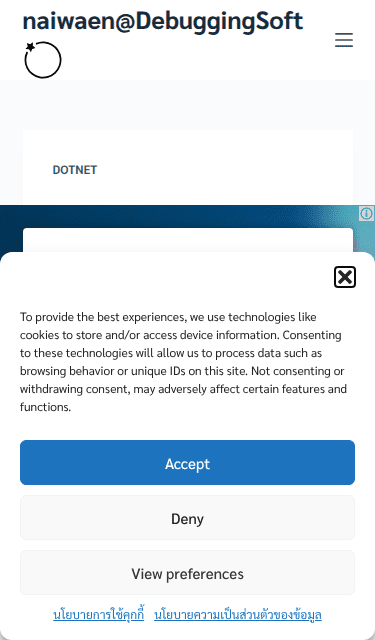 naiwaen@DebuggingSoft
DOTNET
To provide the best experiences, we use technologies like
cookies to store and/or access device information. Consenting
to these technologies will allow us to process data such as
browsing behavior or unique IDs on this site. Not consenting or
withdrawing consent, may adversely affect certain features and
functions.
Accept
Deny
View preferences
นโยบายการใช้คุกกี้ นโยบายความเป็นส่วนตัวของข้อมูล